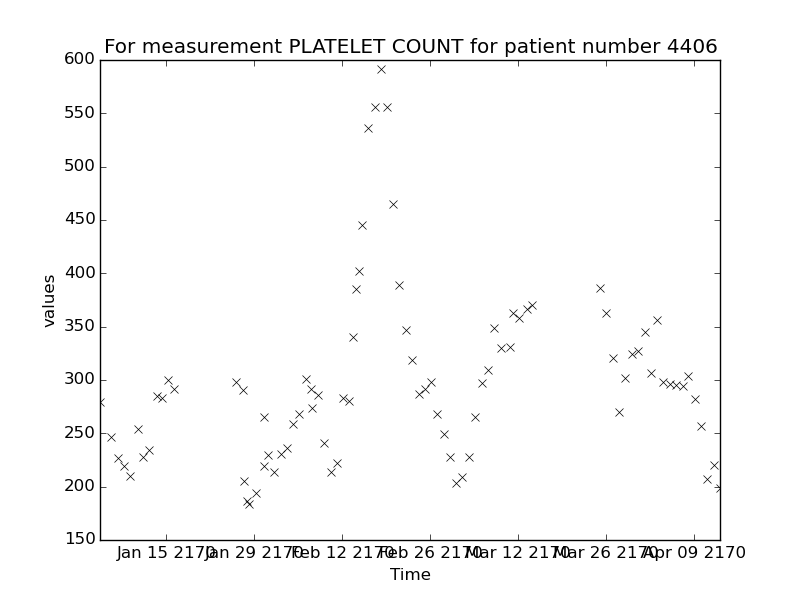 For measurement PLATELET COUNT for patient number 4406
600
550
500
450
400
350
300
250
200
150
values
Jan 15 2170 Jan 29 2170 Feb 12 2170 Feb 26 2170 Mar 12 2170 Mar 26 2170 Apr 09 2170
Time